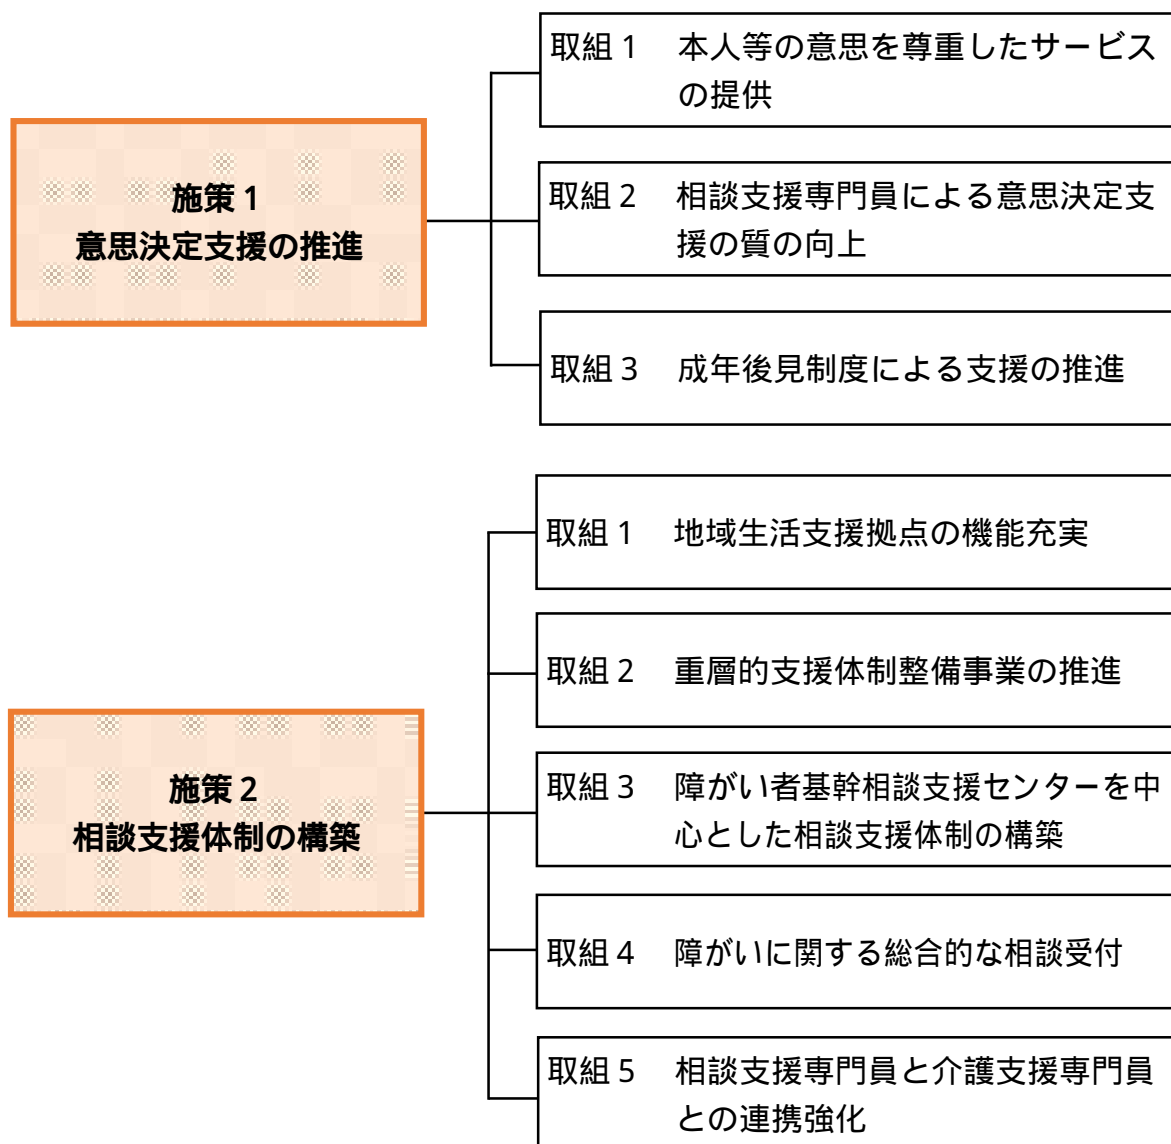 取組1 本人等の意思を尊重したサービス
の提供
施策1
意思決定支援の推進
取組2 相談支援専門員による意思決定支
援の質の向上
取組3 成年後見制度による支援の推進
取組1 地域生活支援拠点の機能充実
取組2 重層的支援体制整備事業の推進
施策2
相談支援体制の構築
取組3 障がい者基幹相談支援センターを中
心とした相談支援体制の構築
取組4 障がいに関する総合的な相談受付
取組5 相談支援専門員と介護支援専門員
との連携強化